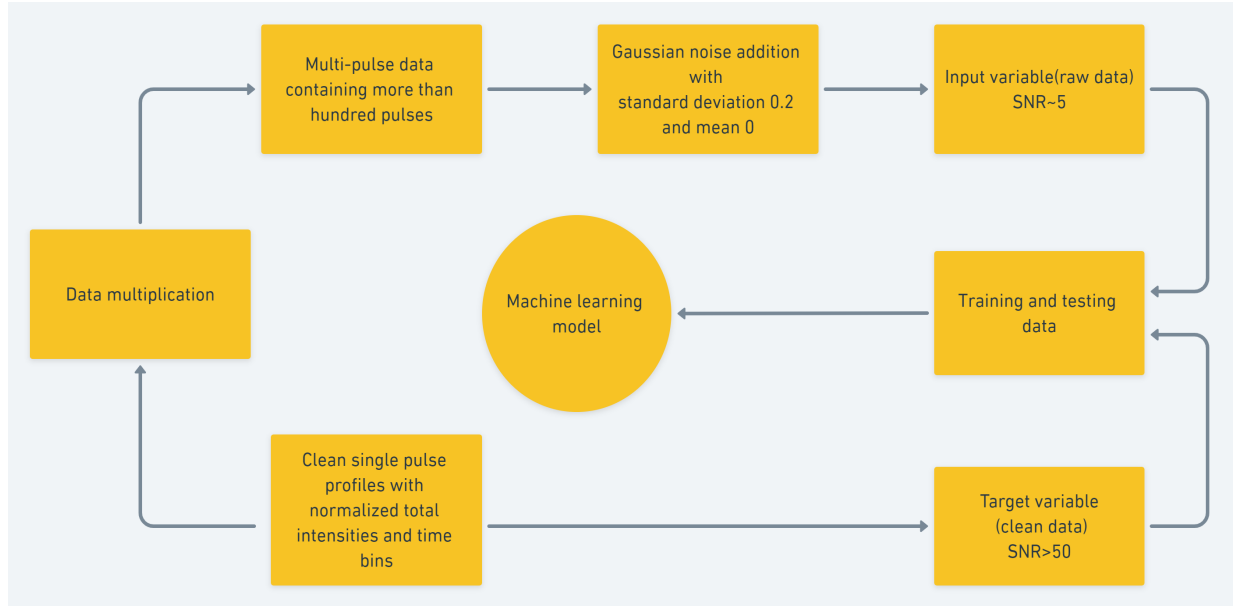 Multi-pulse data
containing more than
hundred pulses
Gaussian noise addition
with
standard deviation 0.2
and mean 0
Input variable(raw data)
SNR~5
Data multiplication
Machine learning
model
Training and testing
data
Clean single pulse
profiles with
normalized total
intensities and time
bins
Target variable
(clean data)
SNR>50